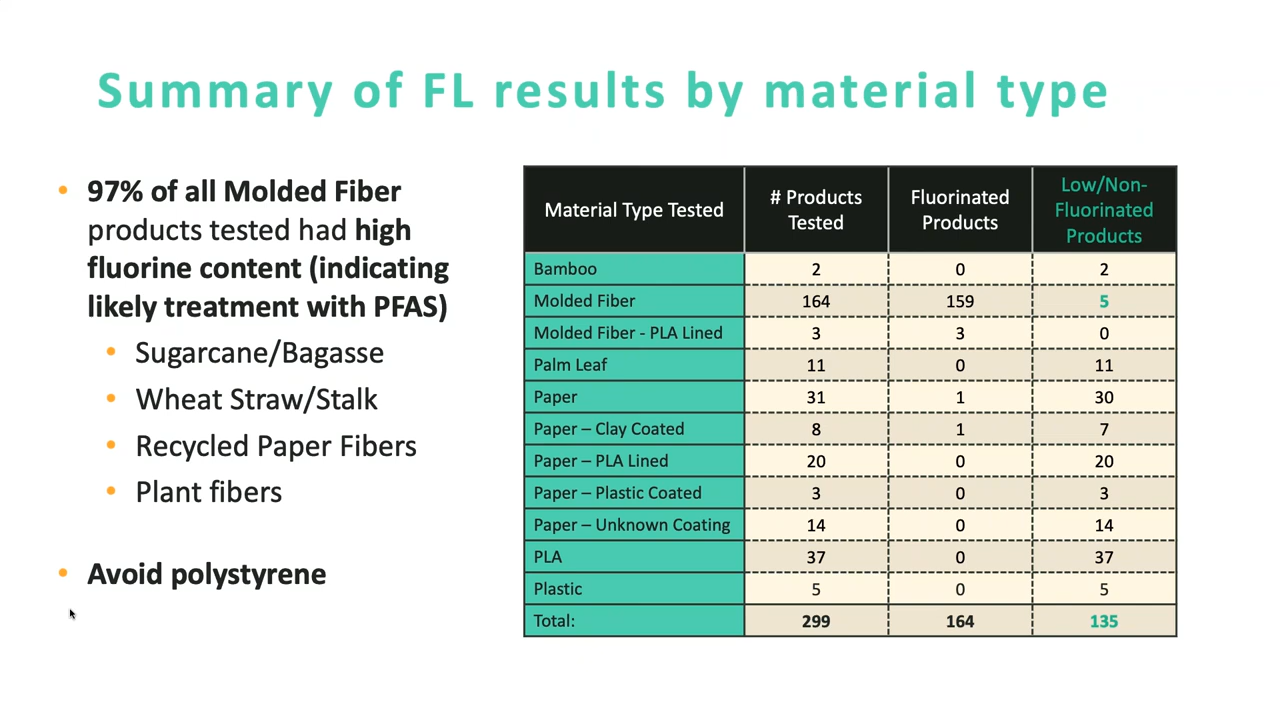 Summary of FL results by material type
• 97% of all Molded Fiber
products tested had high
fluorine content (indicating
likely treatment with PFAS)
• Sugarcane/Bagasse
• Wheat Straw/Stalk
• Recycled Paper Fibers
• Plant fibers
• Avoid polystyrene
Material Type Tested # Products Tested Fluorinated Products Low/Non-Fluorinated Products
Bamboo 2 0 2
Molded Fiber 164 159 5
Molded Fiber - PLA Lined 3 3 0
Palm Leaf 11 0 11
Paper 31 1 30
Paper – Clay Coated 8 1 7
Paper – PLA Lined 20 0 20
Paper – Plastic Coated 3 0 3
Paper – Unknown Coating 14 0 14
PLA 37 0 37
Plastic 5 0 5
Total: 299 164 135